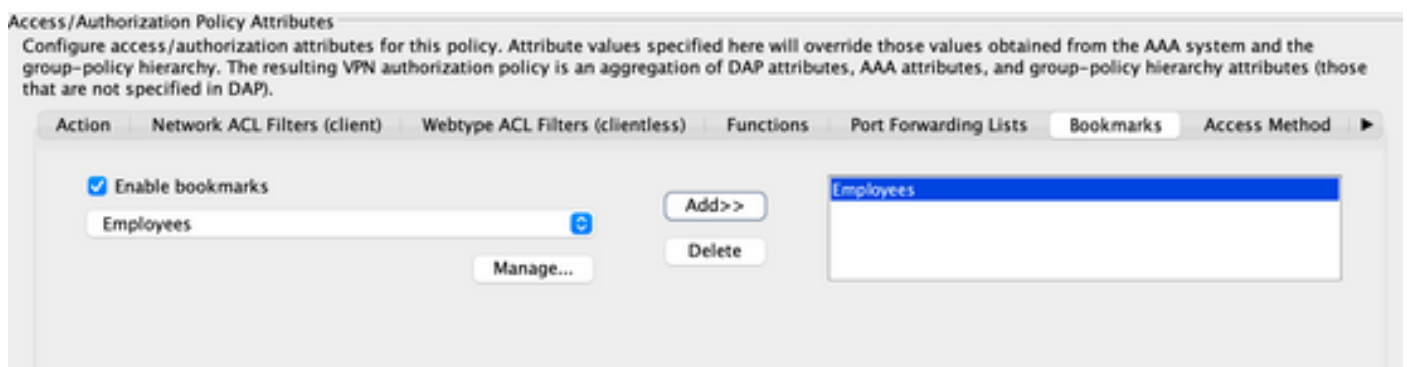 Access/Authorization Policy Attributes
Configure access/authorization attributes for this policy. Attribute values specified here will override those values obtained from the AAA system and the
group-policy hierarchy. The resulting VPN authorization policy is an aggregation of DAP attributes, AAA attributes, and group-policy hierarchy attributes (those
that are not specified in DAP).
Action Network ACL Filters (client) Webtype ACL Filters (clientless) Functions Port Forwarding Lists Bookmarks Access Method
Enable bookmarks
Employees
Manage...
Add>>
Delete
Employees